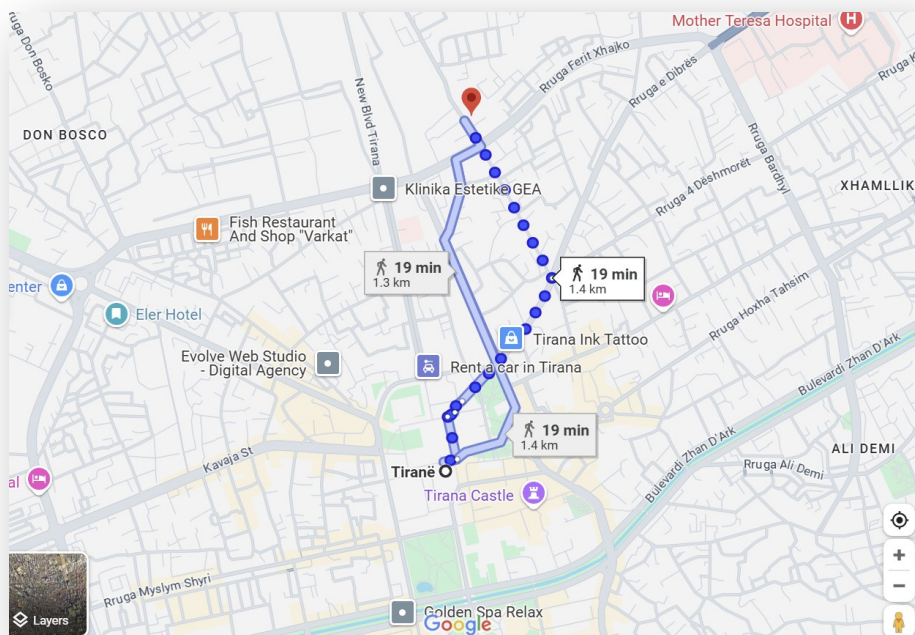 Mother Teresa Hospital
H
Rruga Don Bosko
Rruga Ferit Xhajko
Rruga e Dibrës
New Blvd Tirana
DON BOSCO
Rruga Bardhyl
Rruga 4 Dëshmorët
XHAMLLIK
Klinika Estetike GEA
Fish Restaurant
And Shop "Varkat"
19 min
1.3 km
19 min
1.4 km
enter
Eler Hotel
Rruga Hoxha Tahsim
Tirana Ink Tattoo
Evolve Web Studio
- Digital Agency
Rent a car in Tirana
Bulevardi Zhan D'Ark
19 min
1.4 km
Kavaja St
Bulevardi Zhan D'Ark
ALI DEMI
Rruga Ali Demi
Tiranë
al
Tirana Castle
Rruga Myslym Shyri
Layers
Golden Spa Relax
Google